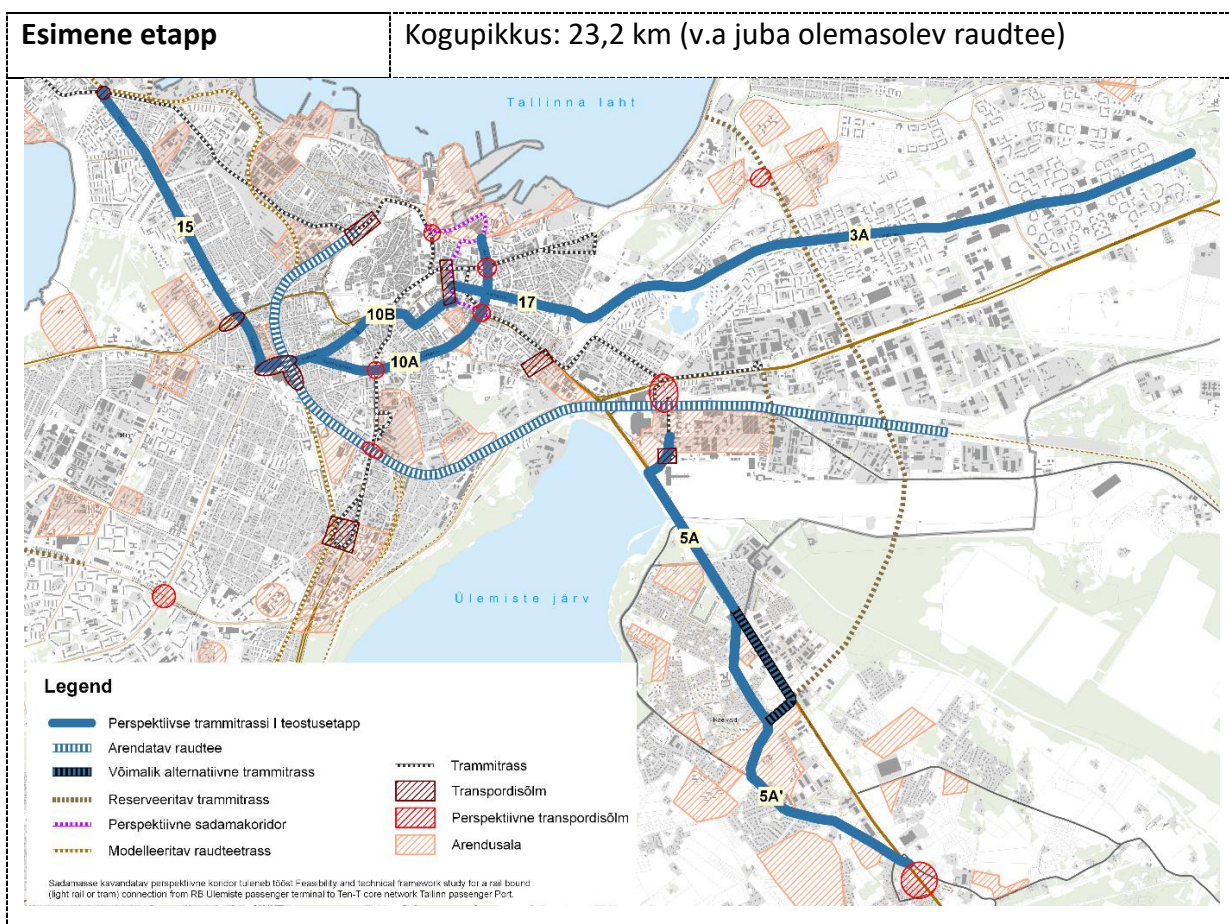 Esimene etapp
Kogupikkus: 23,2 km (v.a juba olemasolev raudtee)
Tallinna laht
15
3A
17
10B
10A
5A
Ülemiste järv
5A'
Legend
Perspektiivse trammitrassi I teostusetapp
Arendatav raudtee
Võimalik alternatiivne trammitrass
Reserveeritav trammitrass
Perspektiivne sadamakoridor
Modelleeritav raudteetrass
Trammitrass
Transpordisõlm
Perspektiivne transpordisõlm
Arendusala
Sadamasse kavandatav perspektiivne koridor tuleneb tööst Feasibility and technical framework study for a rail bound
(light rail or tram) connection from RB Ülemiste passenger terminal to Ten-T core network Tallinn passenger Port.